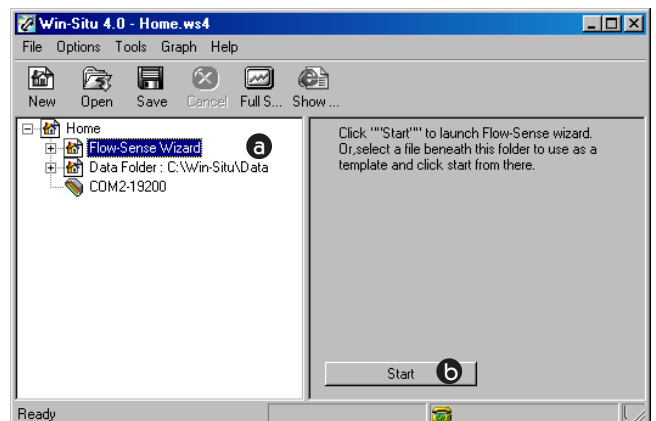 Win-Situ 4.0 - Home.ws4
File Options Tools Graph Help
New Open Save Cancel Full S... Show ...
Home
Flow-Sense Wizard
a
Data Folder : C:\Win-Situ\Data
COM2-19200
Click '"'Start'"' to launch Flow-Sense wizard.
Or,select a file beneath this folder to use as a
template and click start from there.
Start
b
Ready